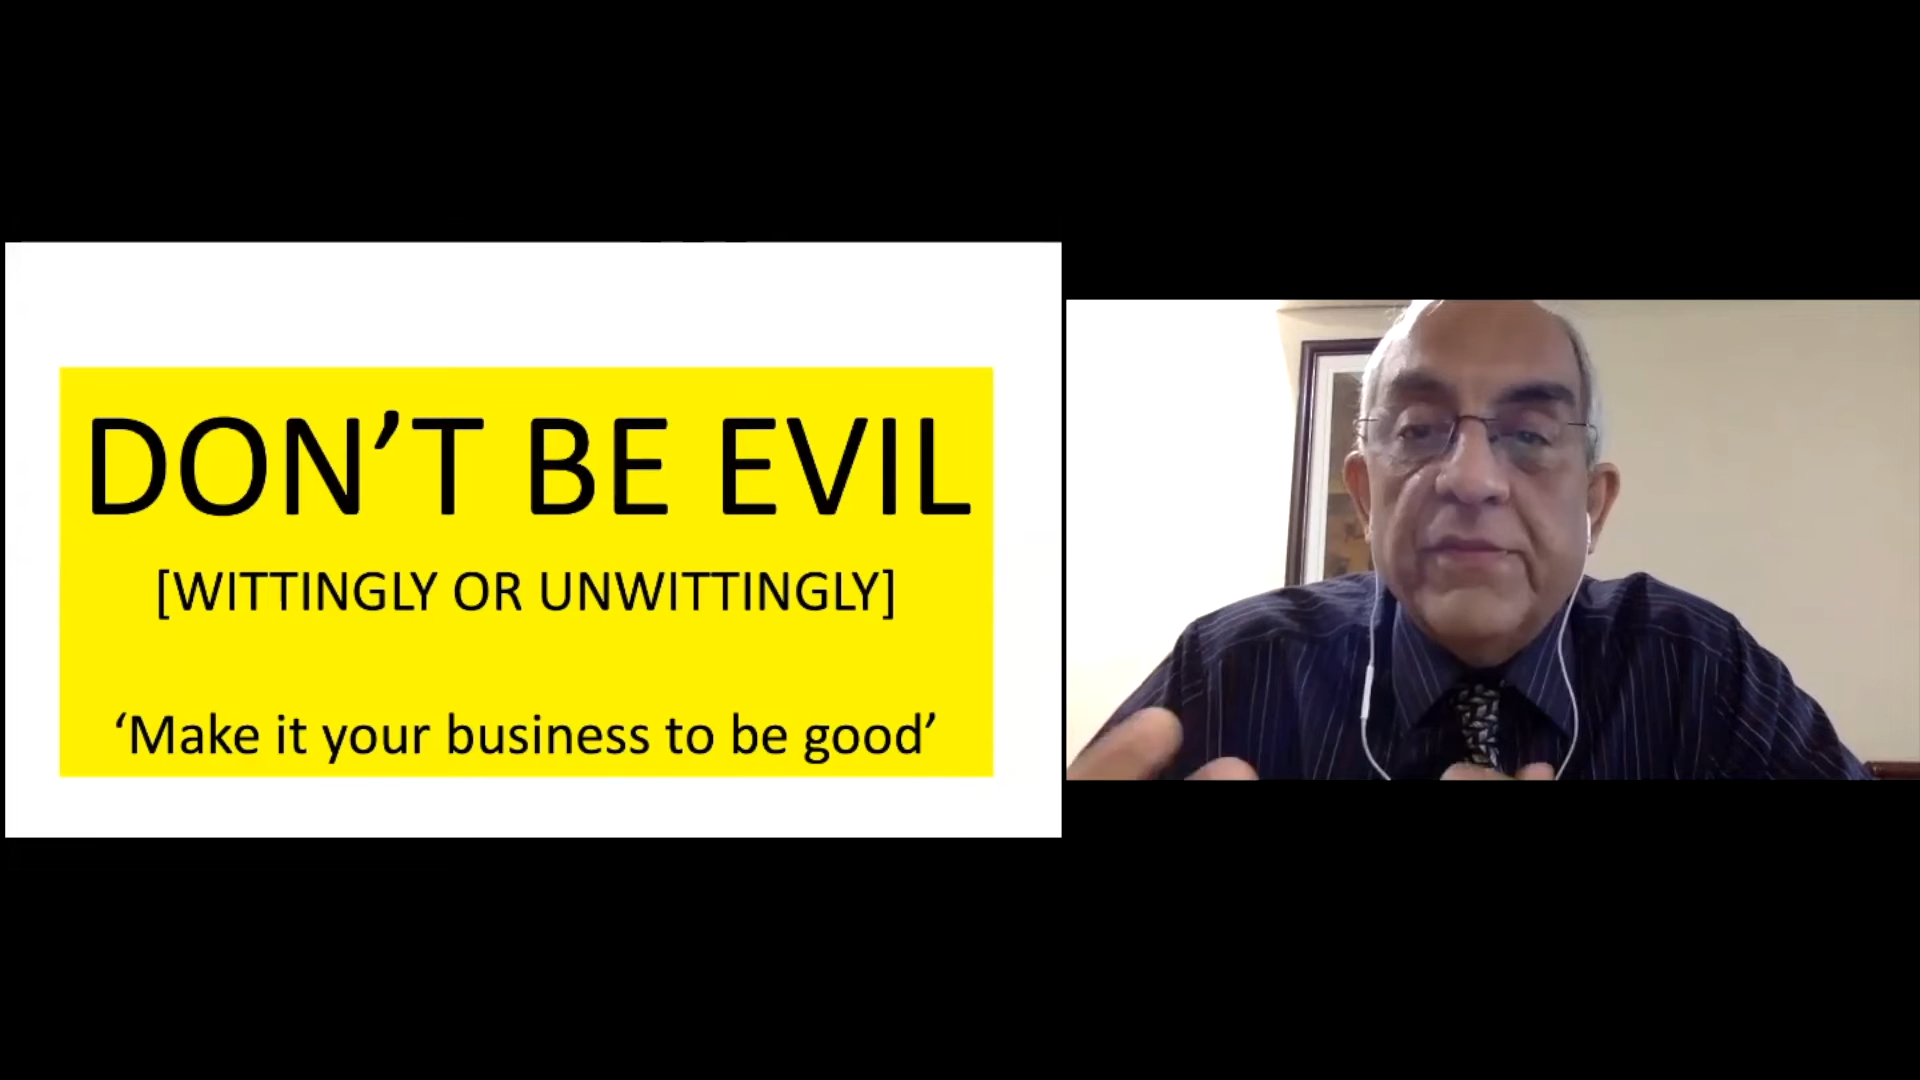 DON’T BE EVIL
[WITTINGLY OR UNWITTINGLY]
‘Make it your business to be good’